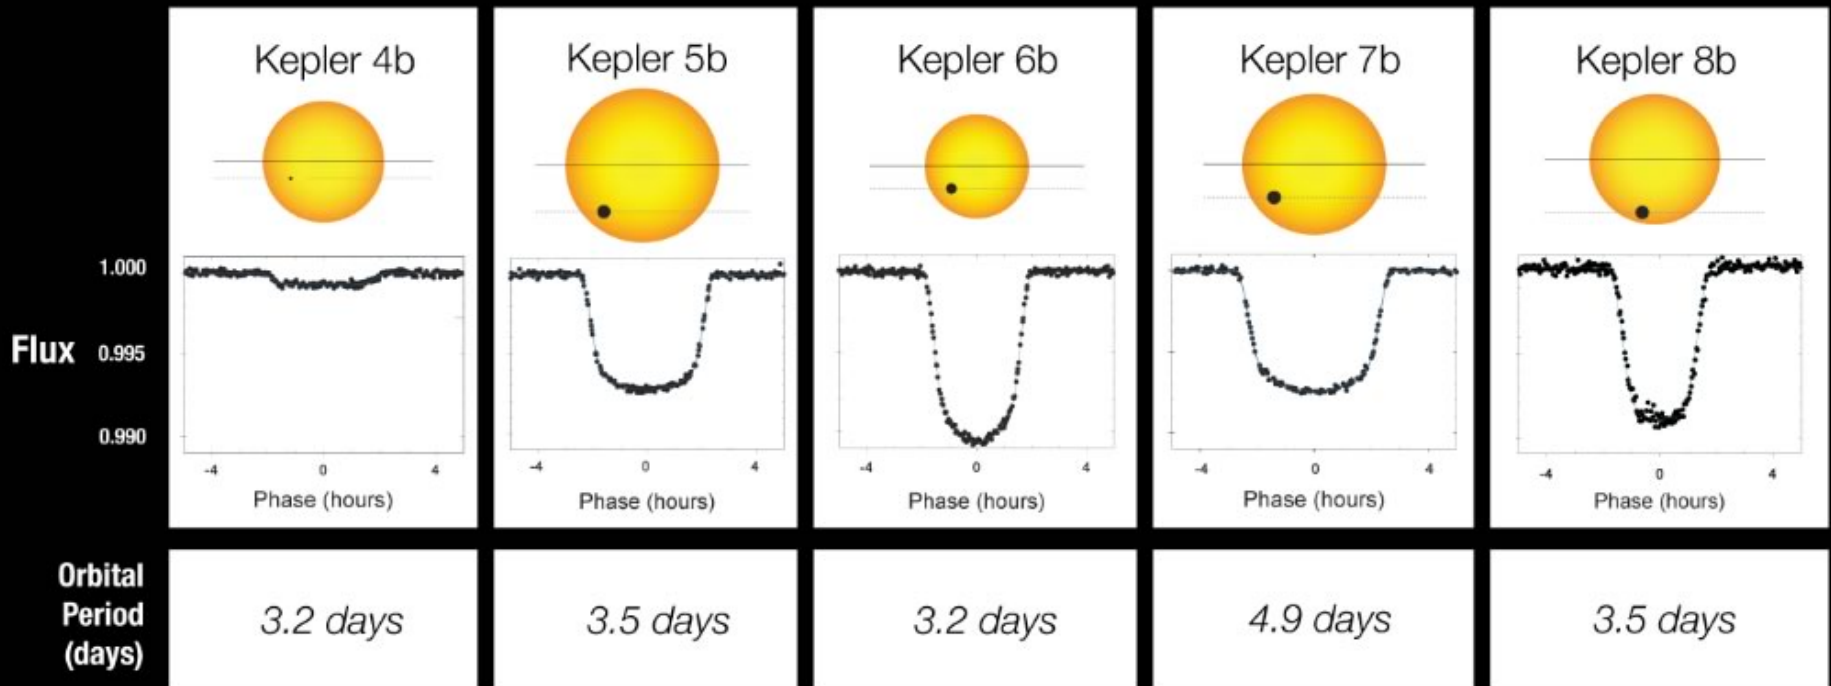 Kepler 4b
Kepler 5b
Kepler 6b
Kepler 7b
Kepler 8b
Flux
1.000
0.995
0.990
-4 0 4
Phase (hours)
-4 0 4
Phase (hours)
-4 0 4
Phase (hours)
-4 0 4
Phase (hours)
-4 0 4
Phase (hours)
Orbital
Period
(days)
3.2 days
3.5 days
3.2 days
4.9 days
3.5 days